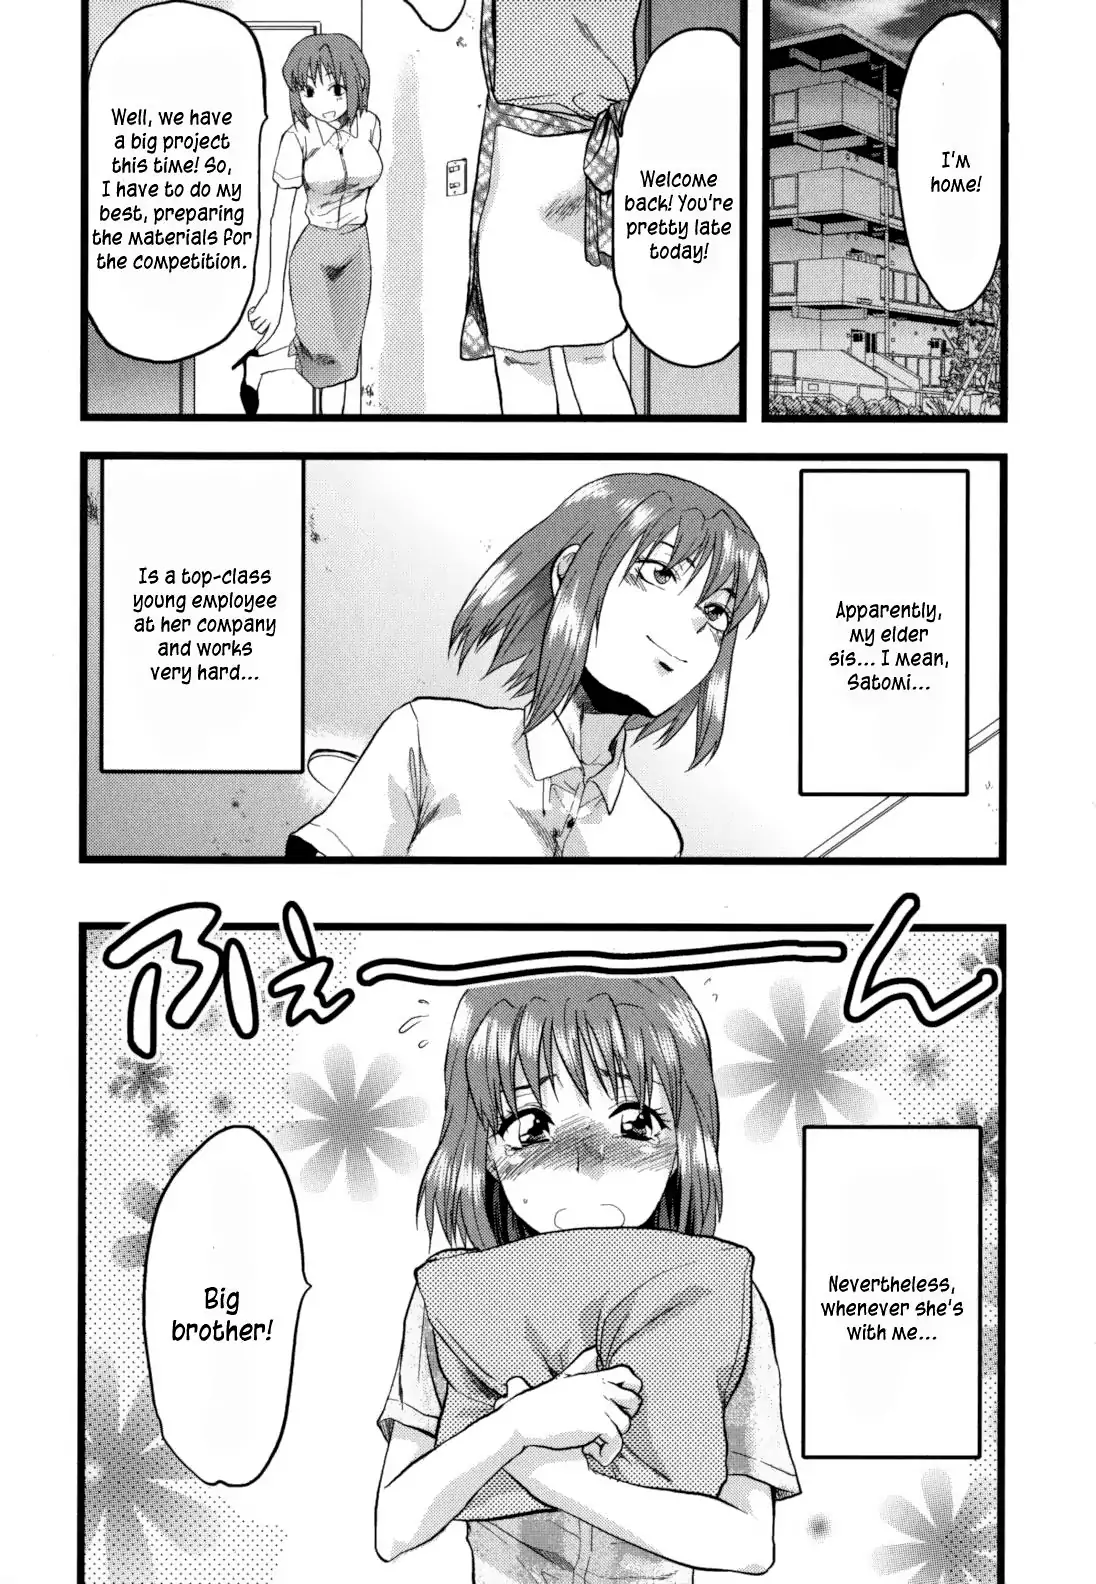 I'm
home!
Welcome
back! You're
pretty late
today!
Well, we have
a big project
this time! So,
I have to do my
best, preparing
the materials for
the competition.
Apparently,
my elder
sis... I mean,
Satomi...
Is a top-class
young employee
at her company
and works
very hard...
ふぇーーん
Nevertheless,
whenever she's
with me...
Big
brother!